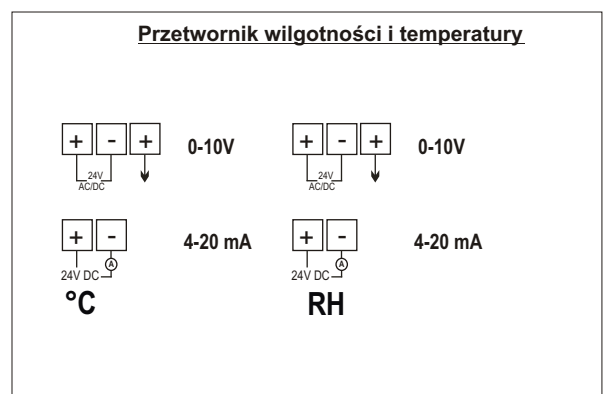 Przetwornik wilgotności i temperatury
+ - + 0-10V + - + 0-10V
24V AC/DC 24V AC/DC
+ - 4-20 mA + - 4-20 mA
A A
24V DC 24V DC
°C RH